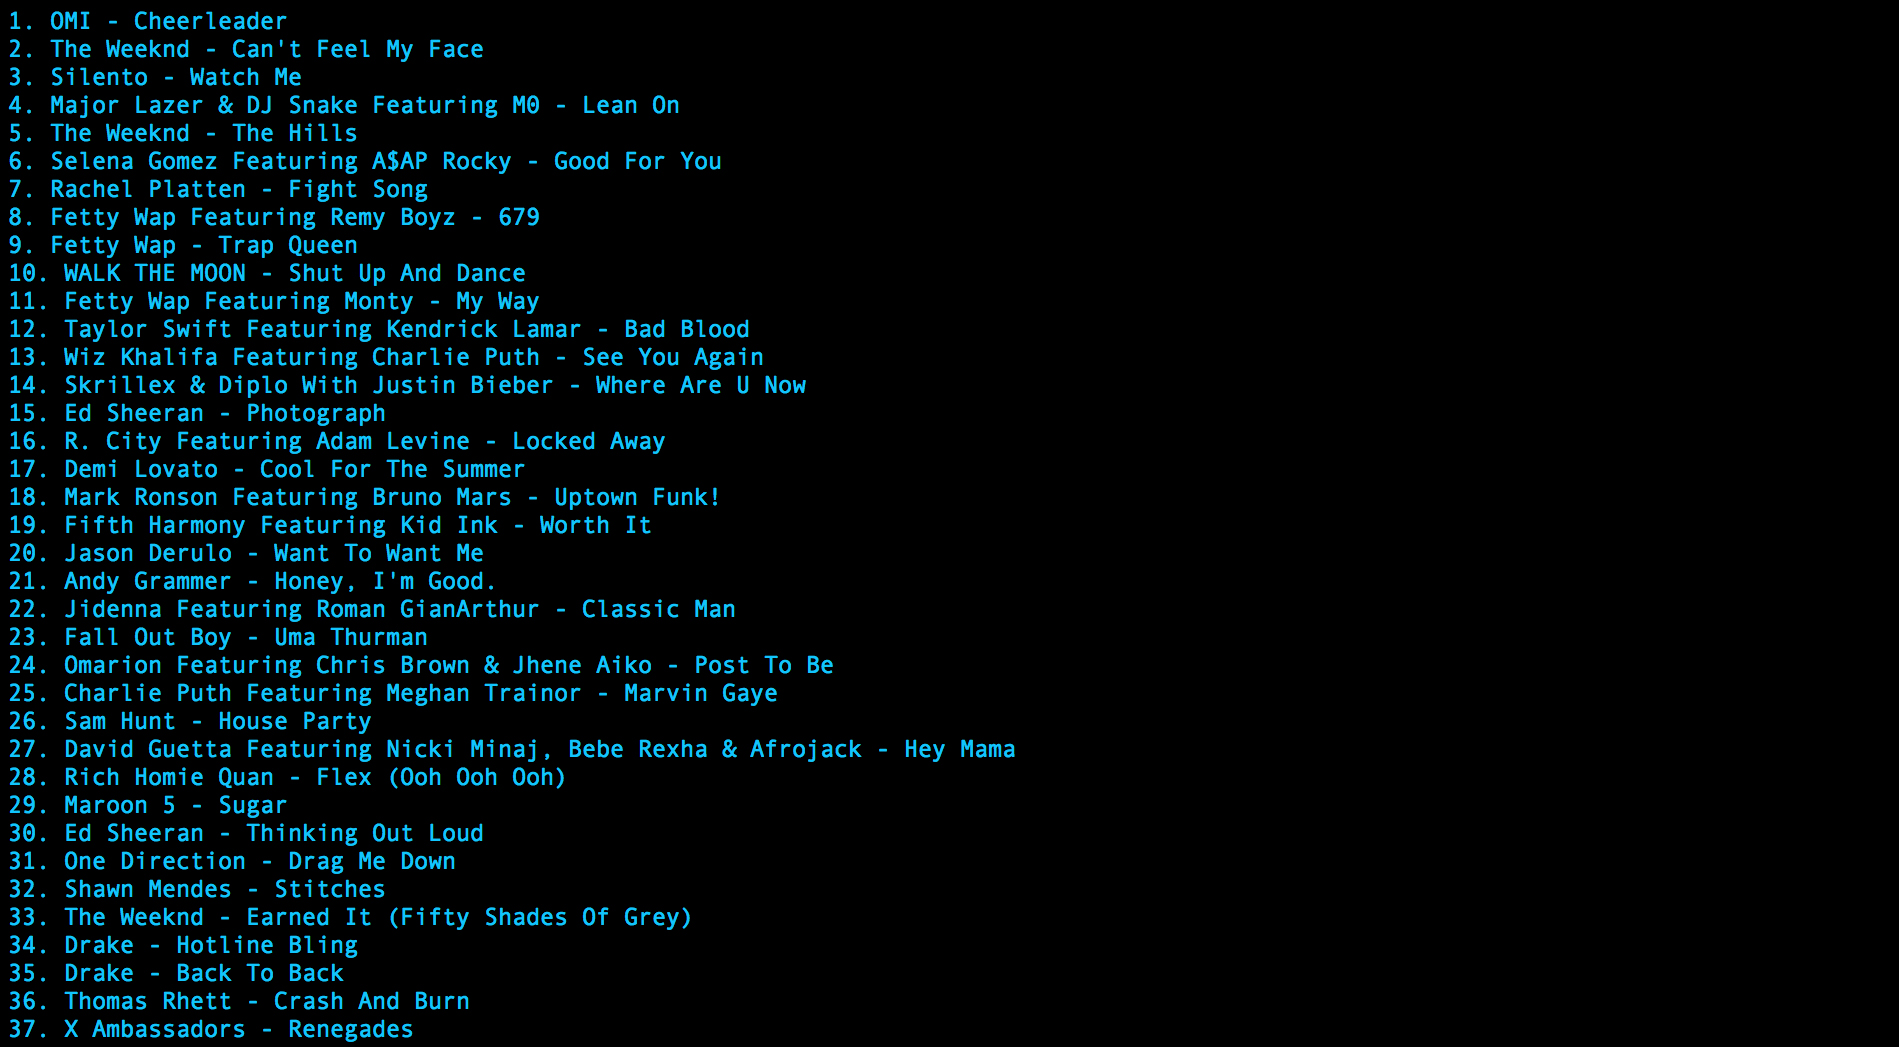 1. OMI - Cheerleader
2. The Weeknd - Can't Feel My Face
3. Silento - Watch Me
4. Major Lazer & DJ Snake Featuring M0 - Lean On
5. The Weeknd - The Hills
6. Selena Gomez Featuring A$AP Rocky - Good For You
7. Rachel Platten - Fight Song
8. Fetty Wap Featuring Remy Boyz - 679
9. Fetty Wap - Trap Queen
10. WALK THE MOON - Shut Up And Dance
11. Fetty Wap Featuring Monty - My Way
12. Taylor Swift Featuring Kendrick Lamar - Bad Blood
13. Wiz Khalifa Featuring Charlie Puth - See You Again
14. Skrillex & Diplo With Justin Bieber - Where Are U Now
15. Ed Sheeran - Photograph
16. R. City Featuring Adam Levine - Locked Away
17. Demi Lovato - Cool For The Summer
18. Mark Ronson Featuring Bruno Mars - Uptown Funk!
19. Fifth Harmony Featuring Kid Ink - Worth It
20. Jason Derulo - Want To Want Me
21. Andy Grammer - Honey, I'm Good.
22. Jidenna Featuring Roman GianArthur - Classic Man
23. Fall Out Boy - Uma Thurman
24. Omarion Featuring Chris Brown & Jhene Aiko - Post To Be
25. Charlie Puth Featuring Meghan Trainor - Marvin Gaye
26. Sam Hunt - House Party
27. David Guetta Featuring Nicki Minaj, Bebe Rexha & Afrojack - Hey Mama
28. Rich Homie Quan - Flex (Ooh Ooh Ooh)
29. Maroon 5 - Sugar
30. Ed Sheeran - Thinking Out Loud
31. One Direction - Drag Me Down
32. Shawn Mendes - Stitches
33. The Weeknd - Earned It (Fifty Shades Of Grey)
34. Drake - Hotline Bling
35. Drake - Back To Back
36. Thomas Rhett - Crash And Burn
37. X Ambassadors - Renegades